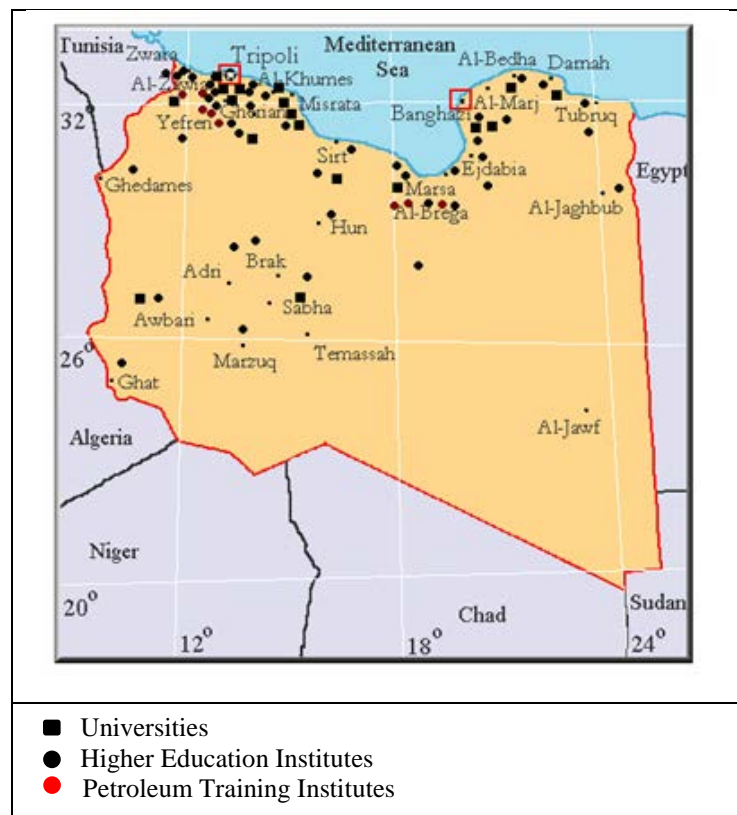 Tunisia
Mediterranean
Sea
Zwara
Tripoli
Al-Bedha
Darnah
Al-Khumes
Misrata
Banghazi
Al-Marj
Tubruq
32
Yefren
Gherian
Sirt
Ejdabia
Egypt
Ghedames
Marsa
Al-Brega
Al-Jaghbub
Hun
Adri
Brak
Awbari
Sabha
26°
Marzuq
Temassah
Ghat
Al-Jawf
Algeria
Niger
20°
Chad
Sudan
12°
18°
24°
Universities
Higher Education Institutes
Petroleum Training Institutes